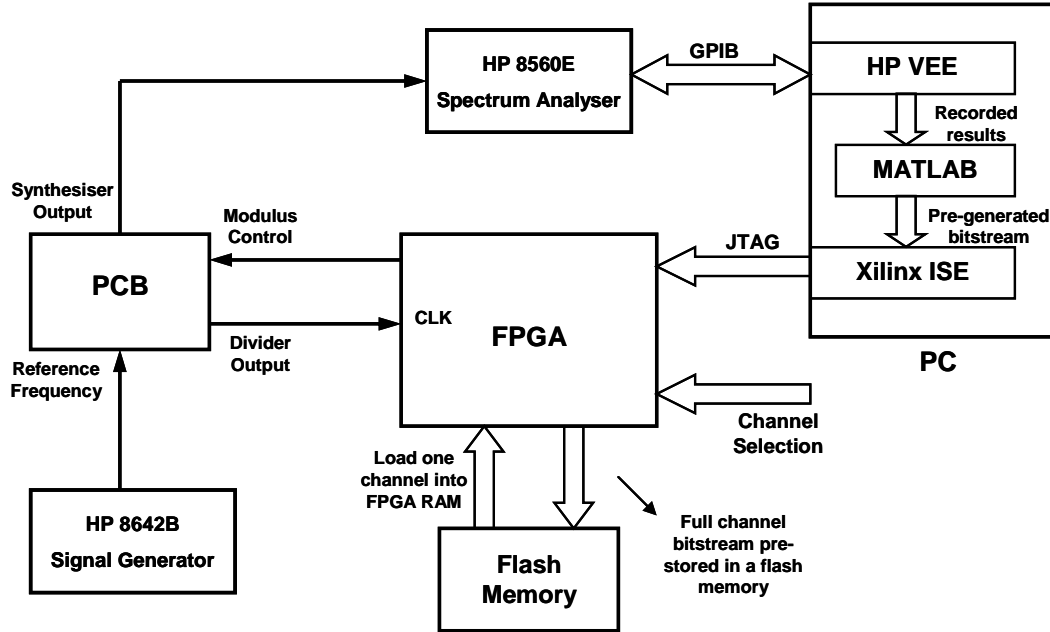 HP 8560E
Spectrum Analyser
GPIB
HP VEE
Recorded
results
MATLAB
Pre-generated
bitstream
Xilinx ISE
PC
JTAG
Synthesiser
Output
Modulus
Control
PCB
CLK
FPGA
Divider
Output
Reference
Frequency
Channel
Selection
Load one
channel into
FPGA RAM
HP 8642B
Signal Generator
Flash
Memory
Full channel
bitstream pre-
stored in a flash
memory